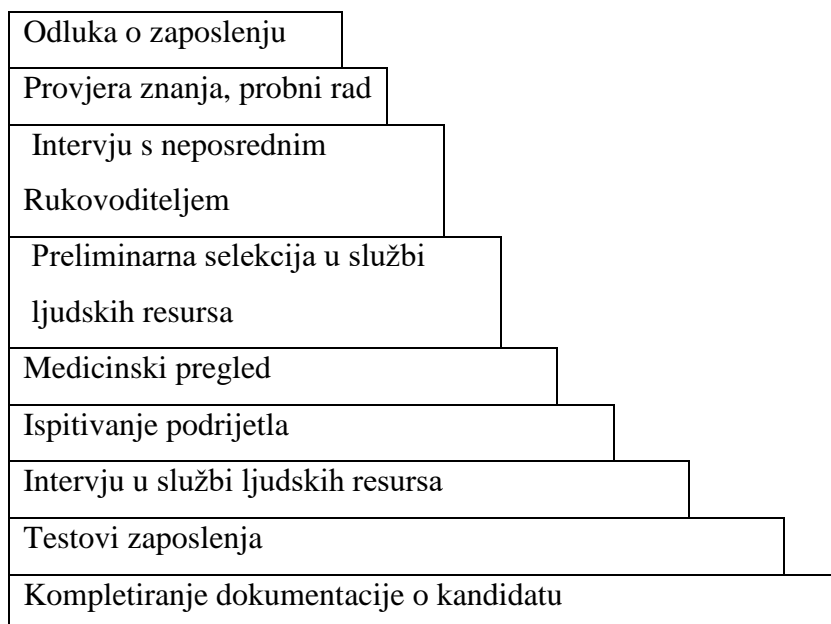 Odluka o zaposlenju
Provjera znanja, probni rad
Intervju s neposrednim
Rukovoditeljem
Preliminarna selekcija u službi
ljudskih resursa
Medicinski pregled
Ispitivanje podrijetla
Intervju u službi ljudskih resursa
Testovi zaposlenja
Kompletiranje dokumentacije o kandidatu